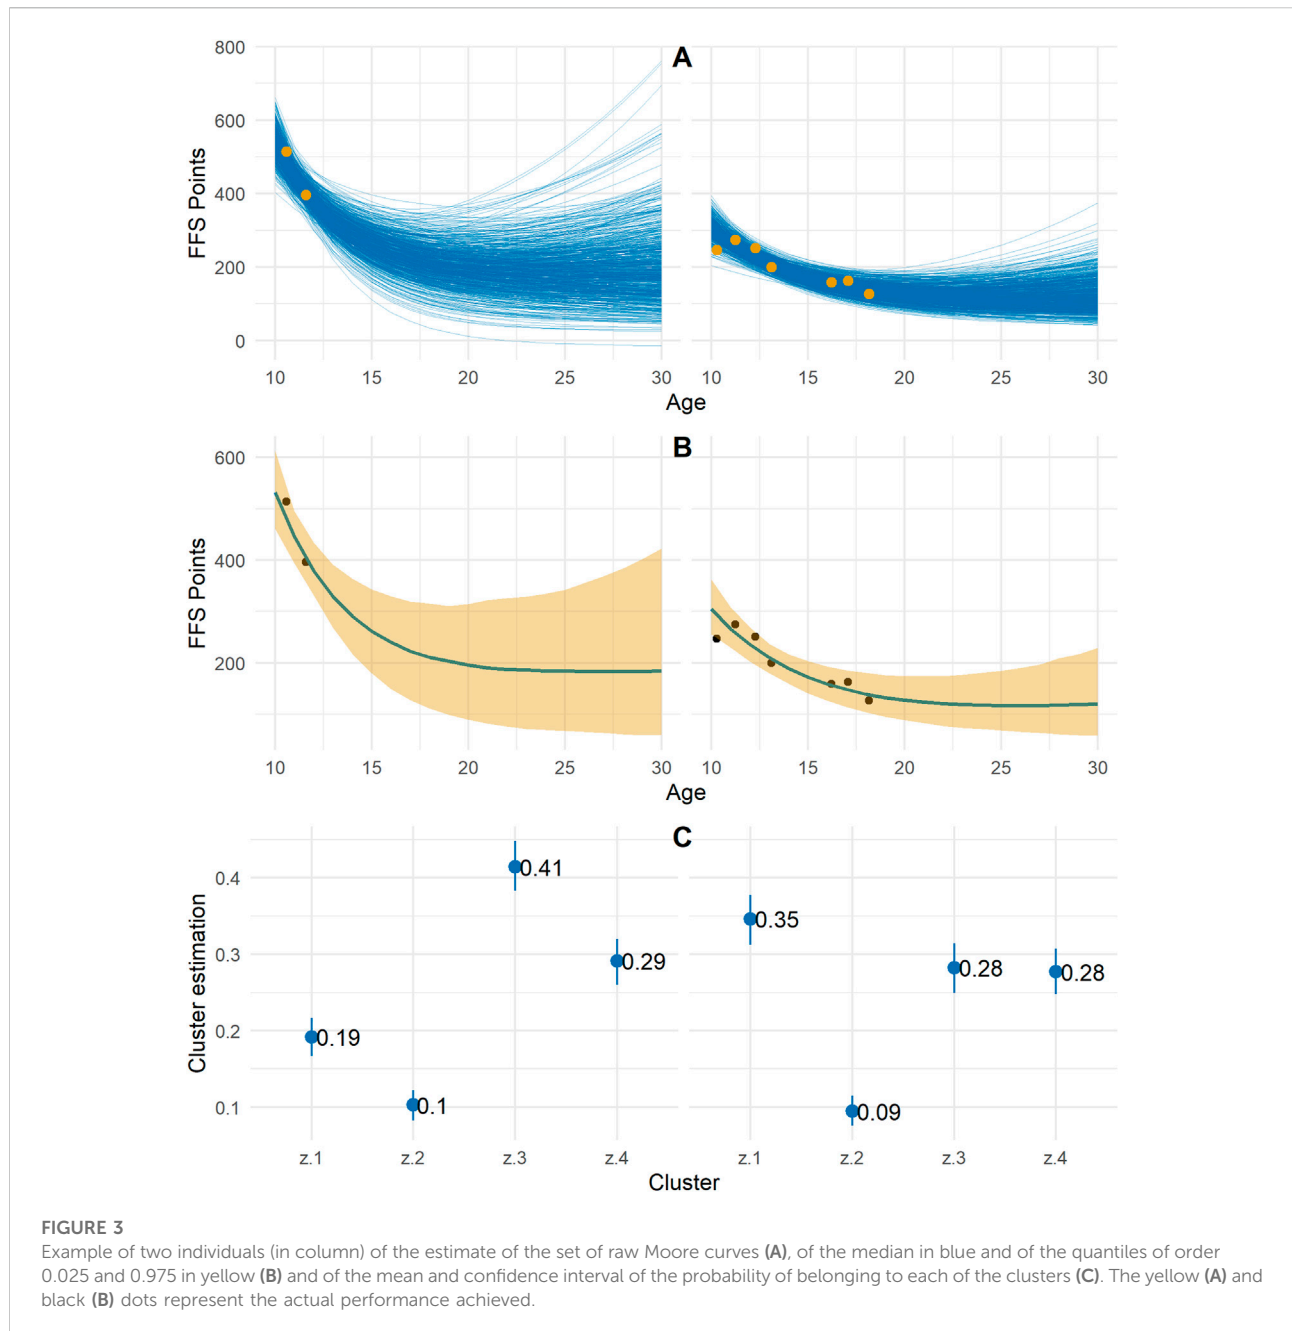 A
800
600
400
200
0
FFS Points
10 15 20 25 30 10 15 20 25 30
Age
B
600
400
200
FFS Points
10 15 20 25 30 10 15 20 25 30
Age
C
0.4
0.3
0.2
0.1
Cluster estimation
0.19
0.1
0.41
0.29
0.35
0.09
0.28
0.28
z.1 z.2 z.3 z.4 z.1 z.2 z.3 z.4
Cluster
FIGURE 3
Example of two individuals (in column) of the estimate of the set of raw Moore curves (A), of the median in blue and of the quantiles of order
0.025 and 0.975 in yellow (B) and of the mean and confidence interval of the probability of belonging to each of the clusters (C). The yellow (A) and
black (B) dots represent the actual performance achieved.